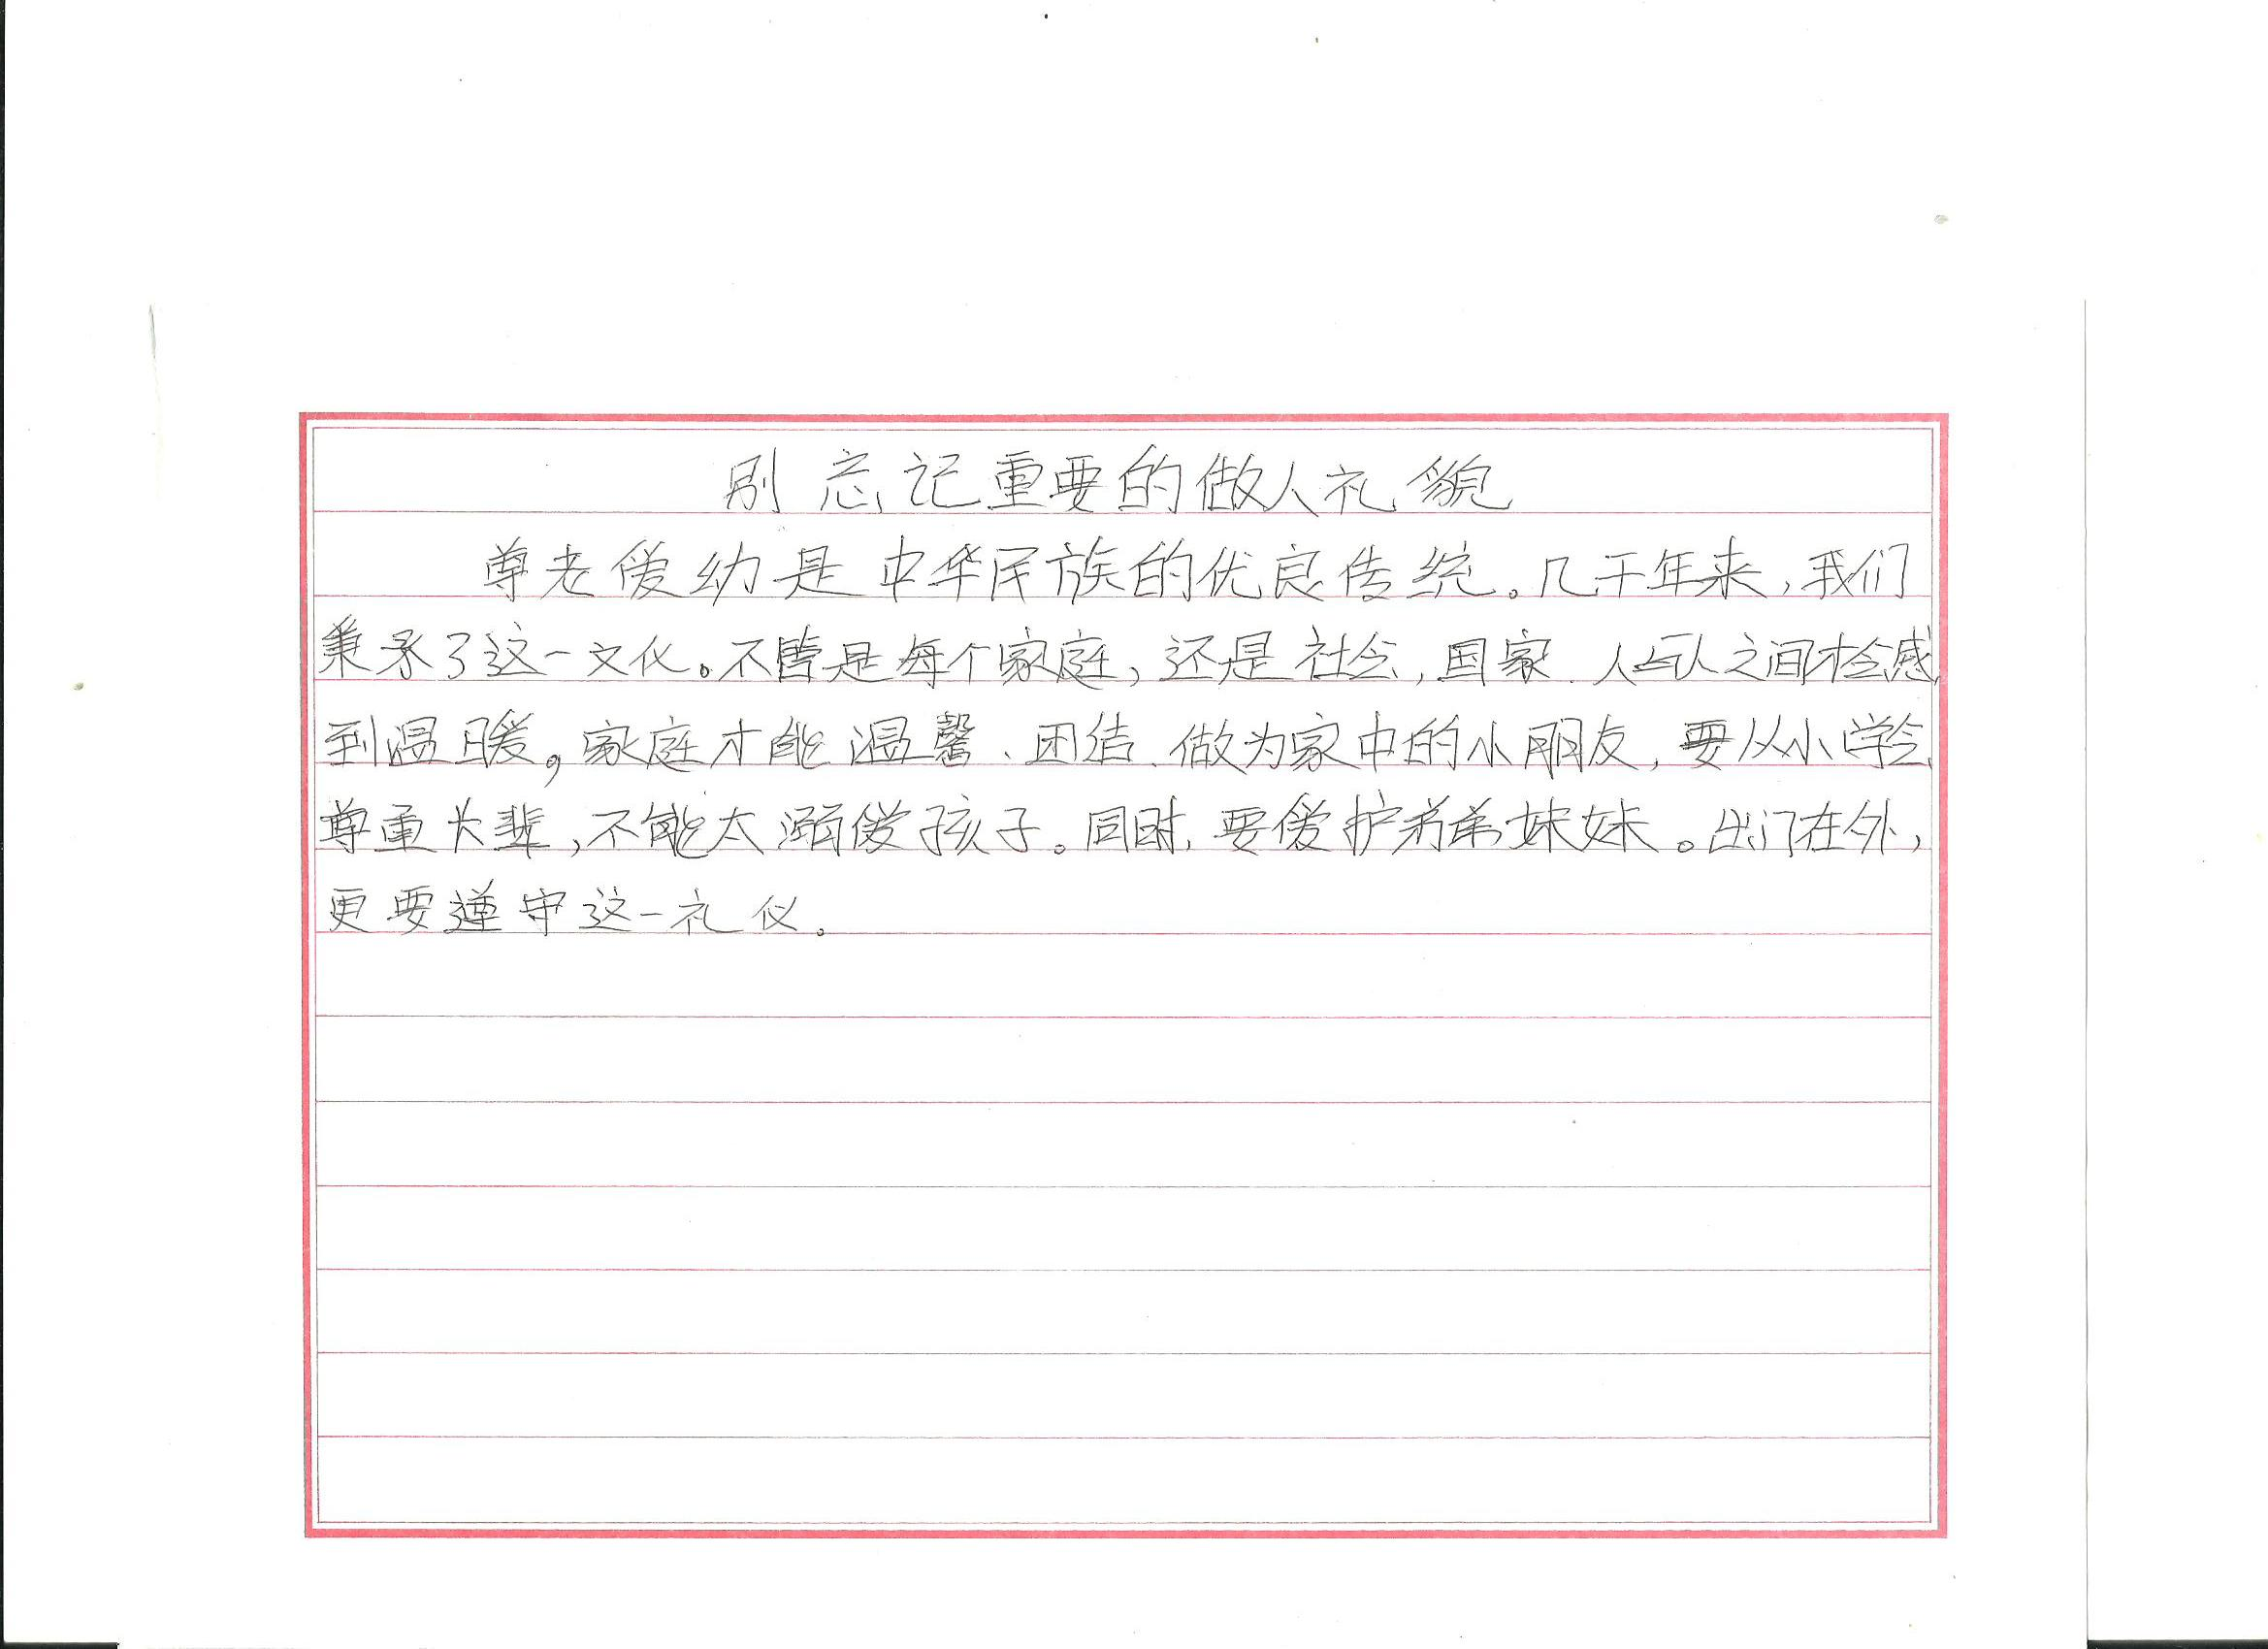 别忘记重要的做人礼貌
尊老爱幼是中华民族的优良传统。几千年来，我们
秉承了这一文化。不管是每个家庭，还是社会，国家、人与人之间才会感
到温暖，家庭才能温馨、团结、做为家中的小朋友，要从小学会
尊重长辈，不能太溺爱孩子。同时，要爱护弟弟妹妹。出门在外，
更要遵守这一礼仪。